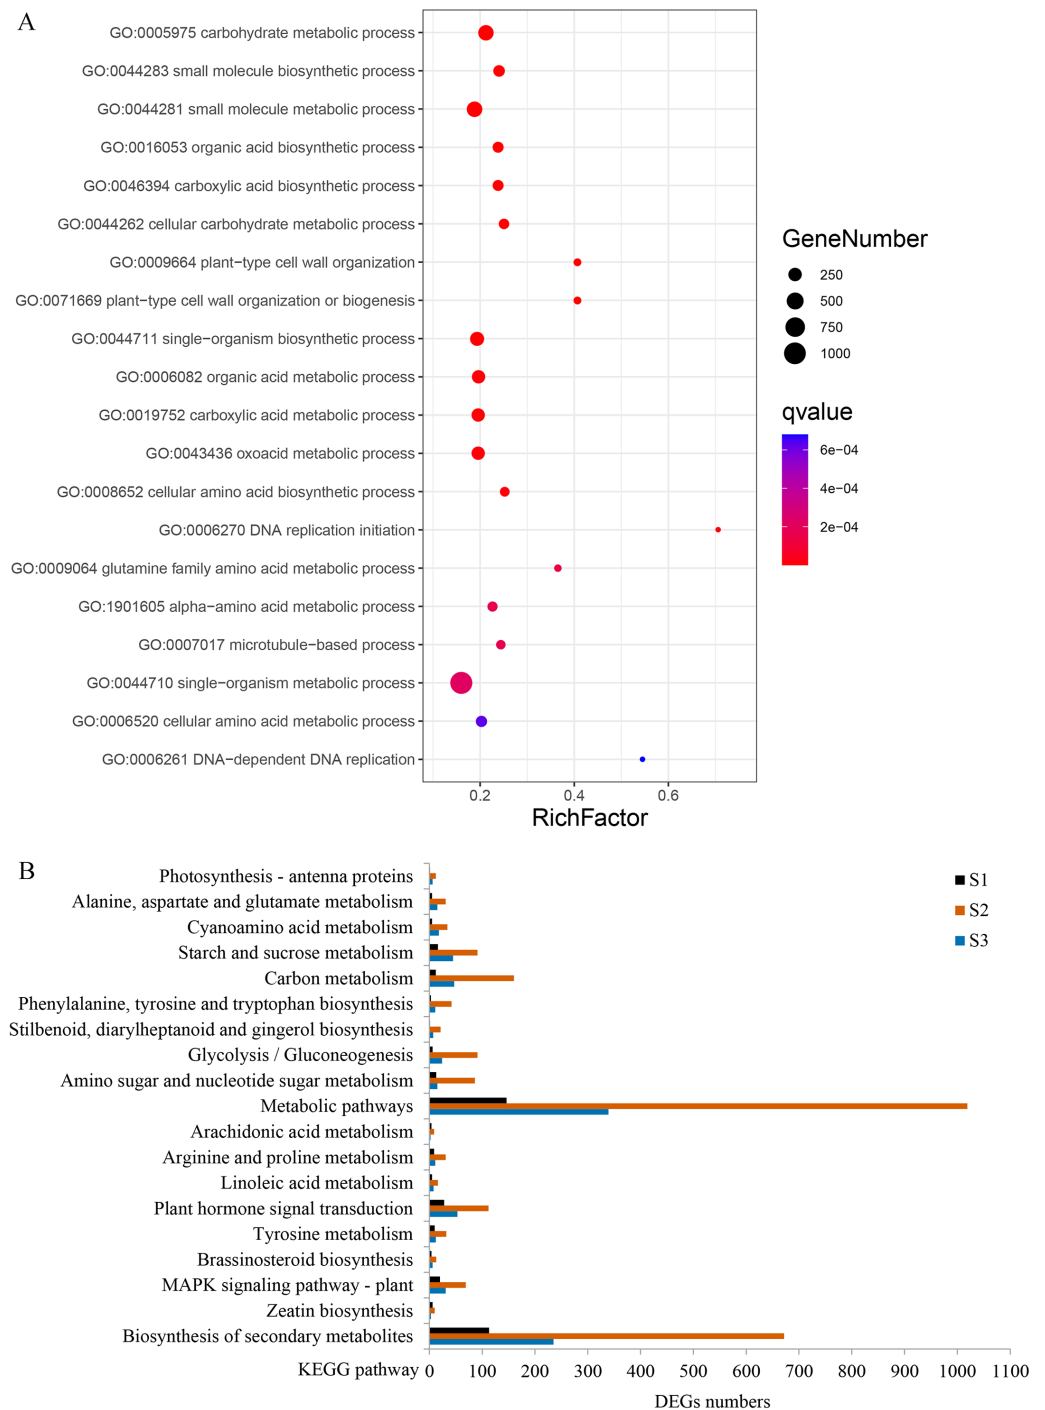 A
GO:0005975 carbohydrate metabolic process
GO:0044283 small molecule biosynthetic process
GO:0044281 small molecule metabolic process
GO:0016053 organic acid biosynthetic process
GO:0046394 carboxylic acid biosynthetic process
GO:0044262 cellular carbohydrate metabolic process
GO:0009664 plant−type cell wall organization
GO:0071669 plant−type cell wall organization or biogenesis
GO:0044711 single−organism biosynthetic process
GO:0006082 organic acid metabolic process
GO:0019752 carboxylic acid metabolic process
GO:0043436 oxoacid metabolic process
GO:0008652 cellular amino acid biosynthetic process
GO:0006270 DNA replication initiation
GO:0009064 glutamine family amino acid metabolic process
GO:1901605 alpha−amino acid metabolic process
GO:0007017 microtubule−based process
GO:0044710 single−organism metabolic process
GO:0006520 cellular amino acid metabolic process
GO:0006261 DNA−dependent DNA replication
0.2 0.4 0.6
RichFactor
GeneNumber
250
500
750
1000
qvalue
6e−04
4e−04
2e−04
B
Photosynthesis - antenna proteins
Alanine, aspartate and glutamate metabolism
Cyanoamino acid metabolism
Starch and sucrose metabolism
Carbon metabolism
Phenylalanine, tyrosine and tryptophan biosynthesis
Stilbenoid, diarylheptanoid and gingerol biosynthesis
Glycolysis / Gluconeogenesis
Amino sugar and nucleotide sugar metabolism
Metabolic pathways
Arachidonic acid metabolism
Arginine and proline metabolism
Linoleic acid metabolism
Plant hormone signal transduction
Tyrosine metabolism
Brassinosteroid biosynthesis
MAPK signaling pathway - plant
Zeatin biosynthesis
Biosynthesis of secondary metabolites
S1
S2
S3
KEGG pathway 0 100 200 300 400 500 600 700 800 900 1000 1100
DEGs numbers